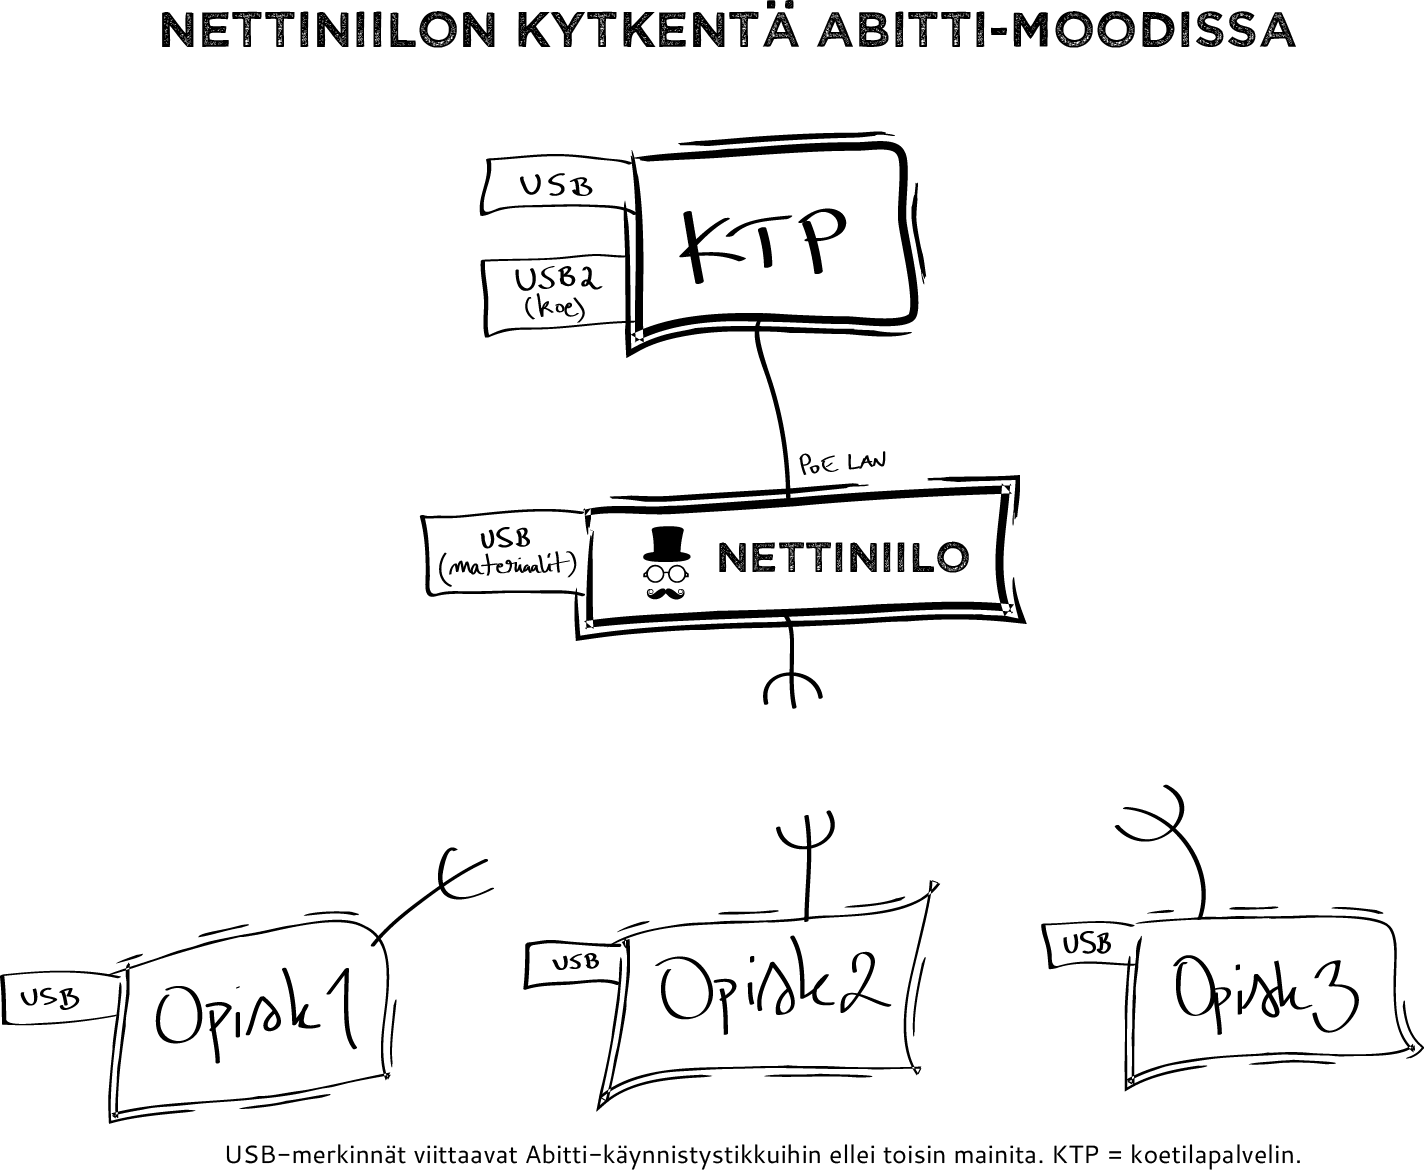 NETTINIILON KYTKENTÄ ABITTI-MOODISSA
USB
KTP
USB2
(koe)
POE LAN
USB
(materiaalit)
NETTINIILO
USB
Opisk1
USB
Opisk2
USB
Opisk3
USB-merkinnät viittaavat Abitti-käynnistystikkuihin ellei toisin mainita. KTP = koetilapalvelin.